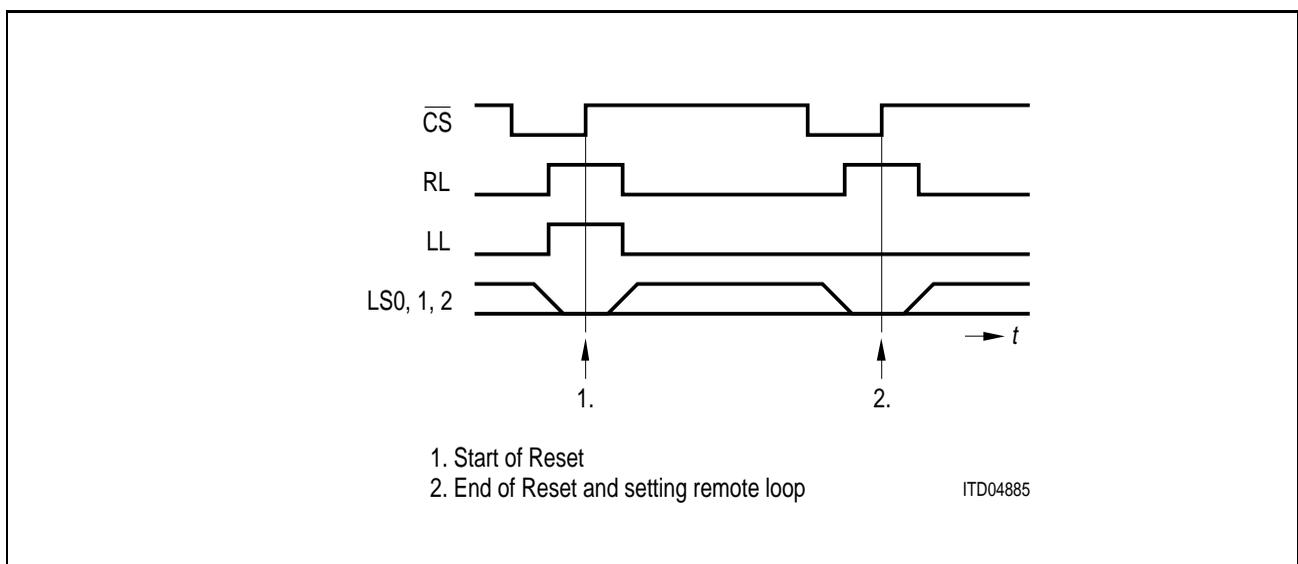 C̅S̅
RL
LL
LS0, 1, 2
t
1.
2.
1. Start of Reset
2. End of Reset and setting remote loop
ITD04885